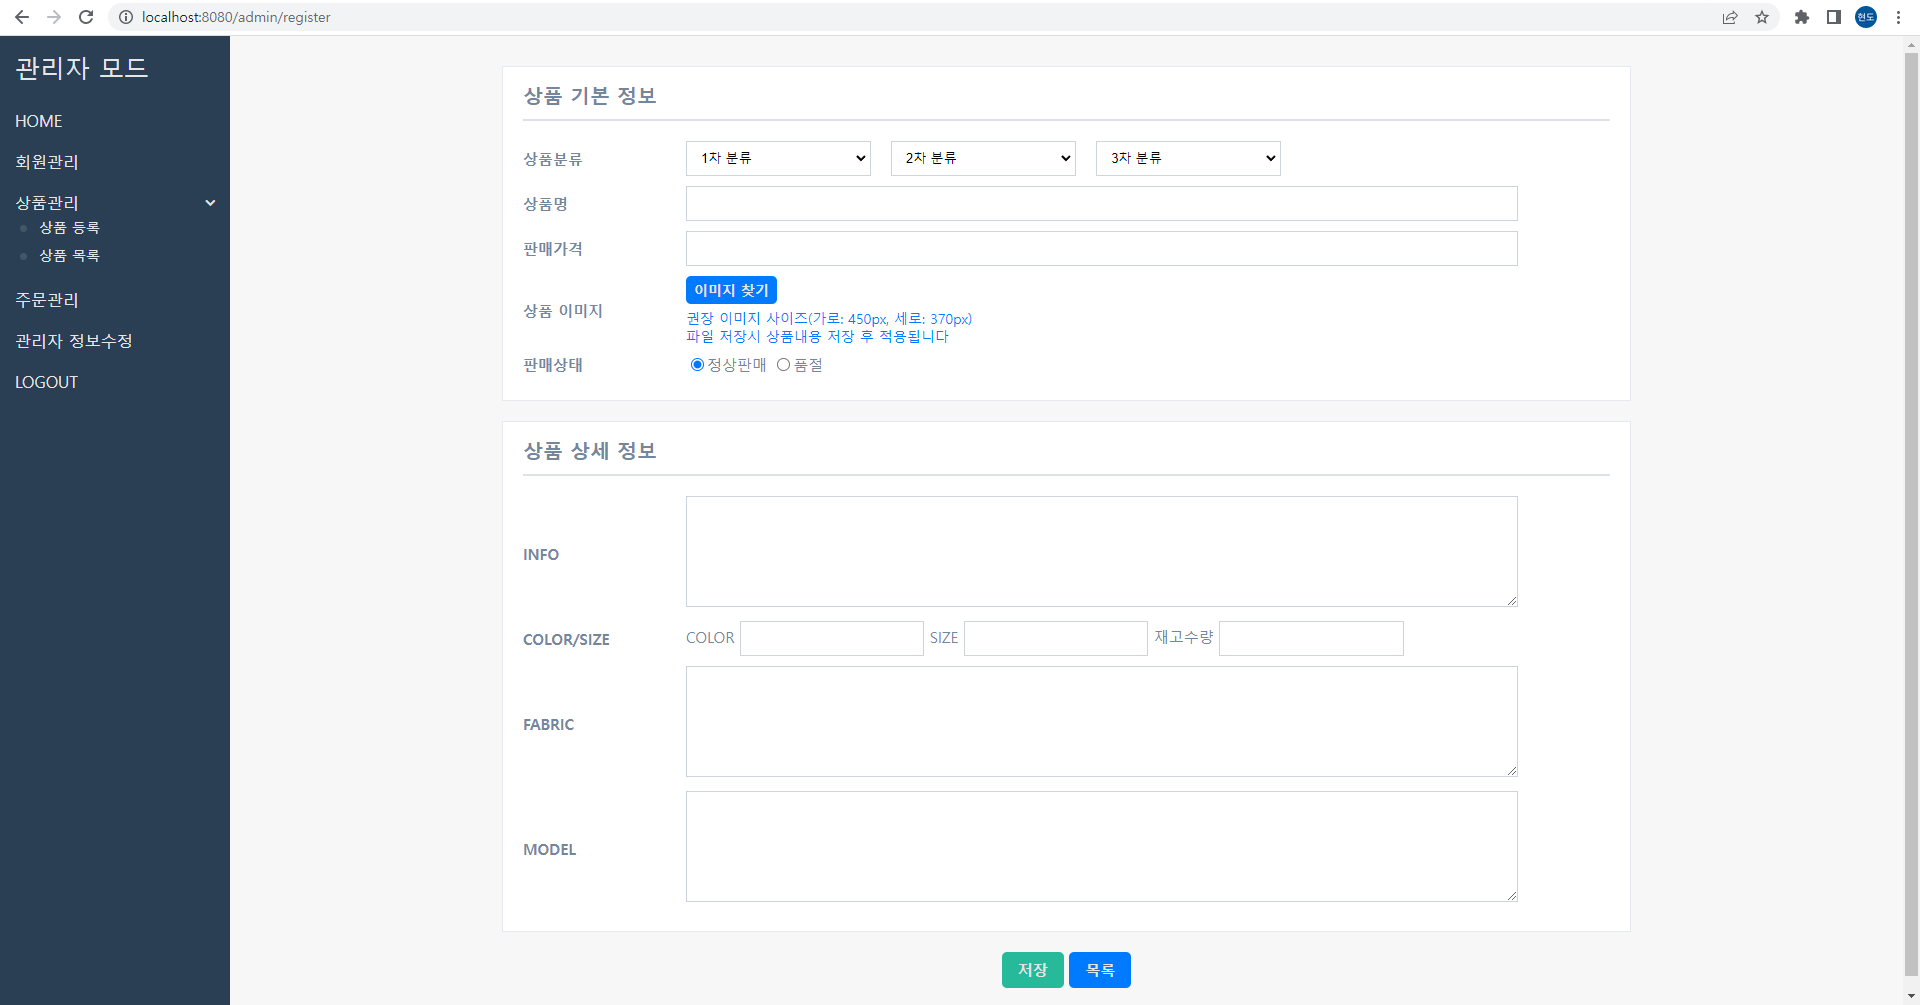 localhost:8080/admin/register
현도
관리자 모드
HOME
회원관리
상품관리
상품 등록
상품 목록
주문관리
관리자 정보수정
LOGOUT
상품 기본 정보
상품분류 1차 분류 2차 분류 3차 분류
상품명
판매가격
상품 이미지 이미지 찾기
권장 이미지 사이즈(가로: 450px, 세로: 370px)
파일 저장시 상품내용 저장 후 적용됩니다
판매상태 정상판매 품절
상품 상세 정보
INFO
COLOR/SIZE COLOR SIZE 재고수량
FABRIC
MODEL
저장 목록